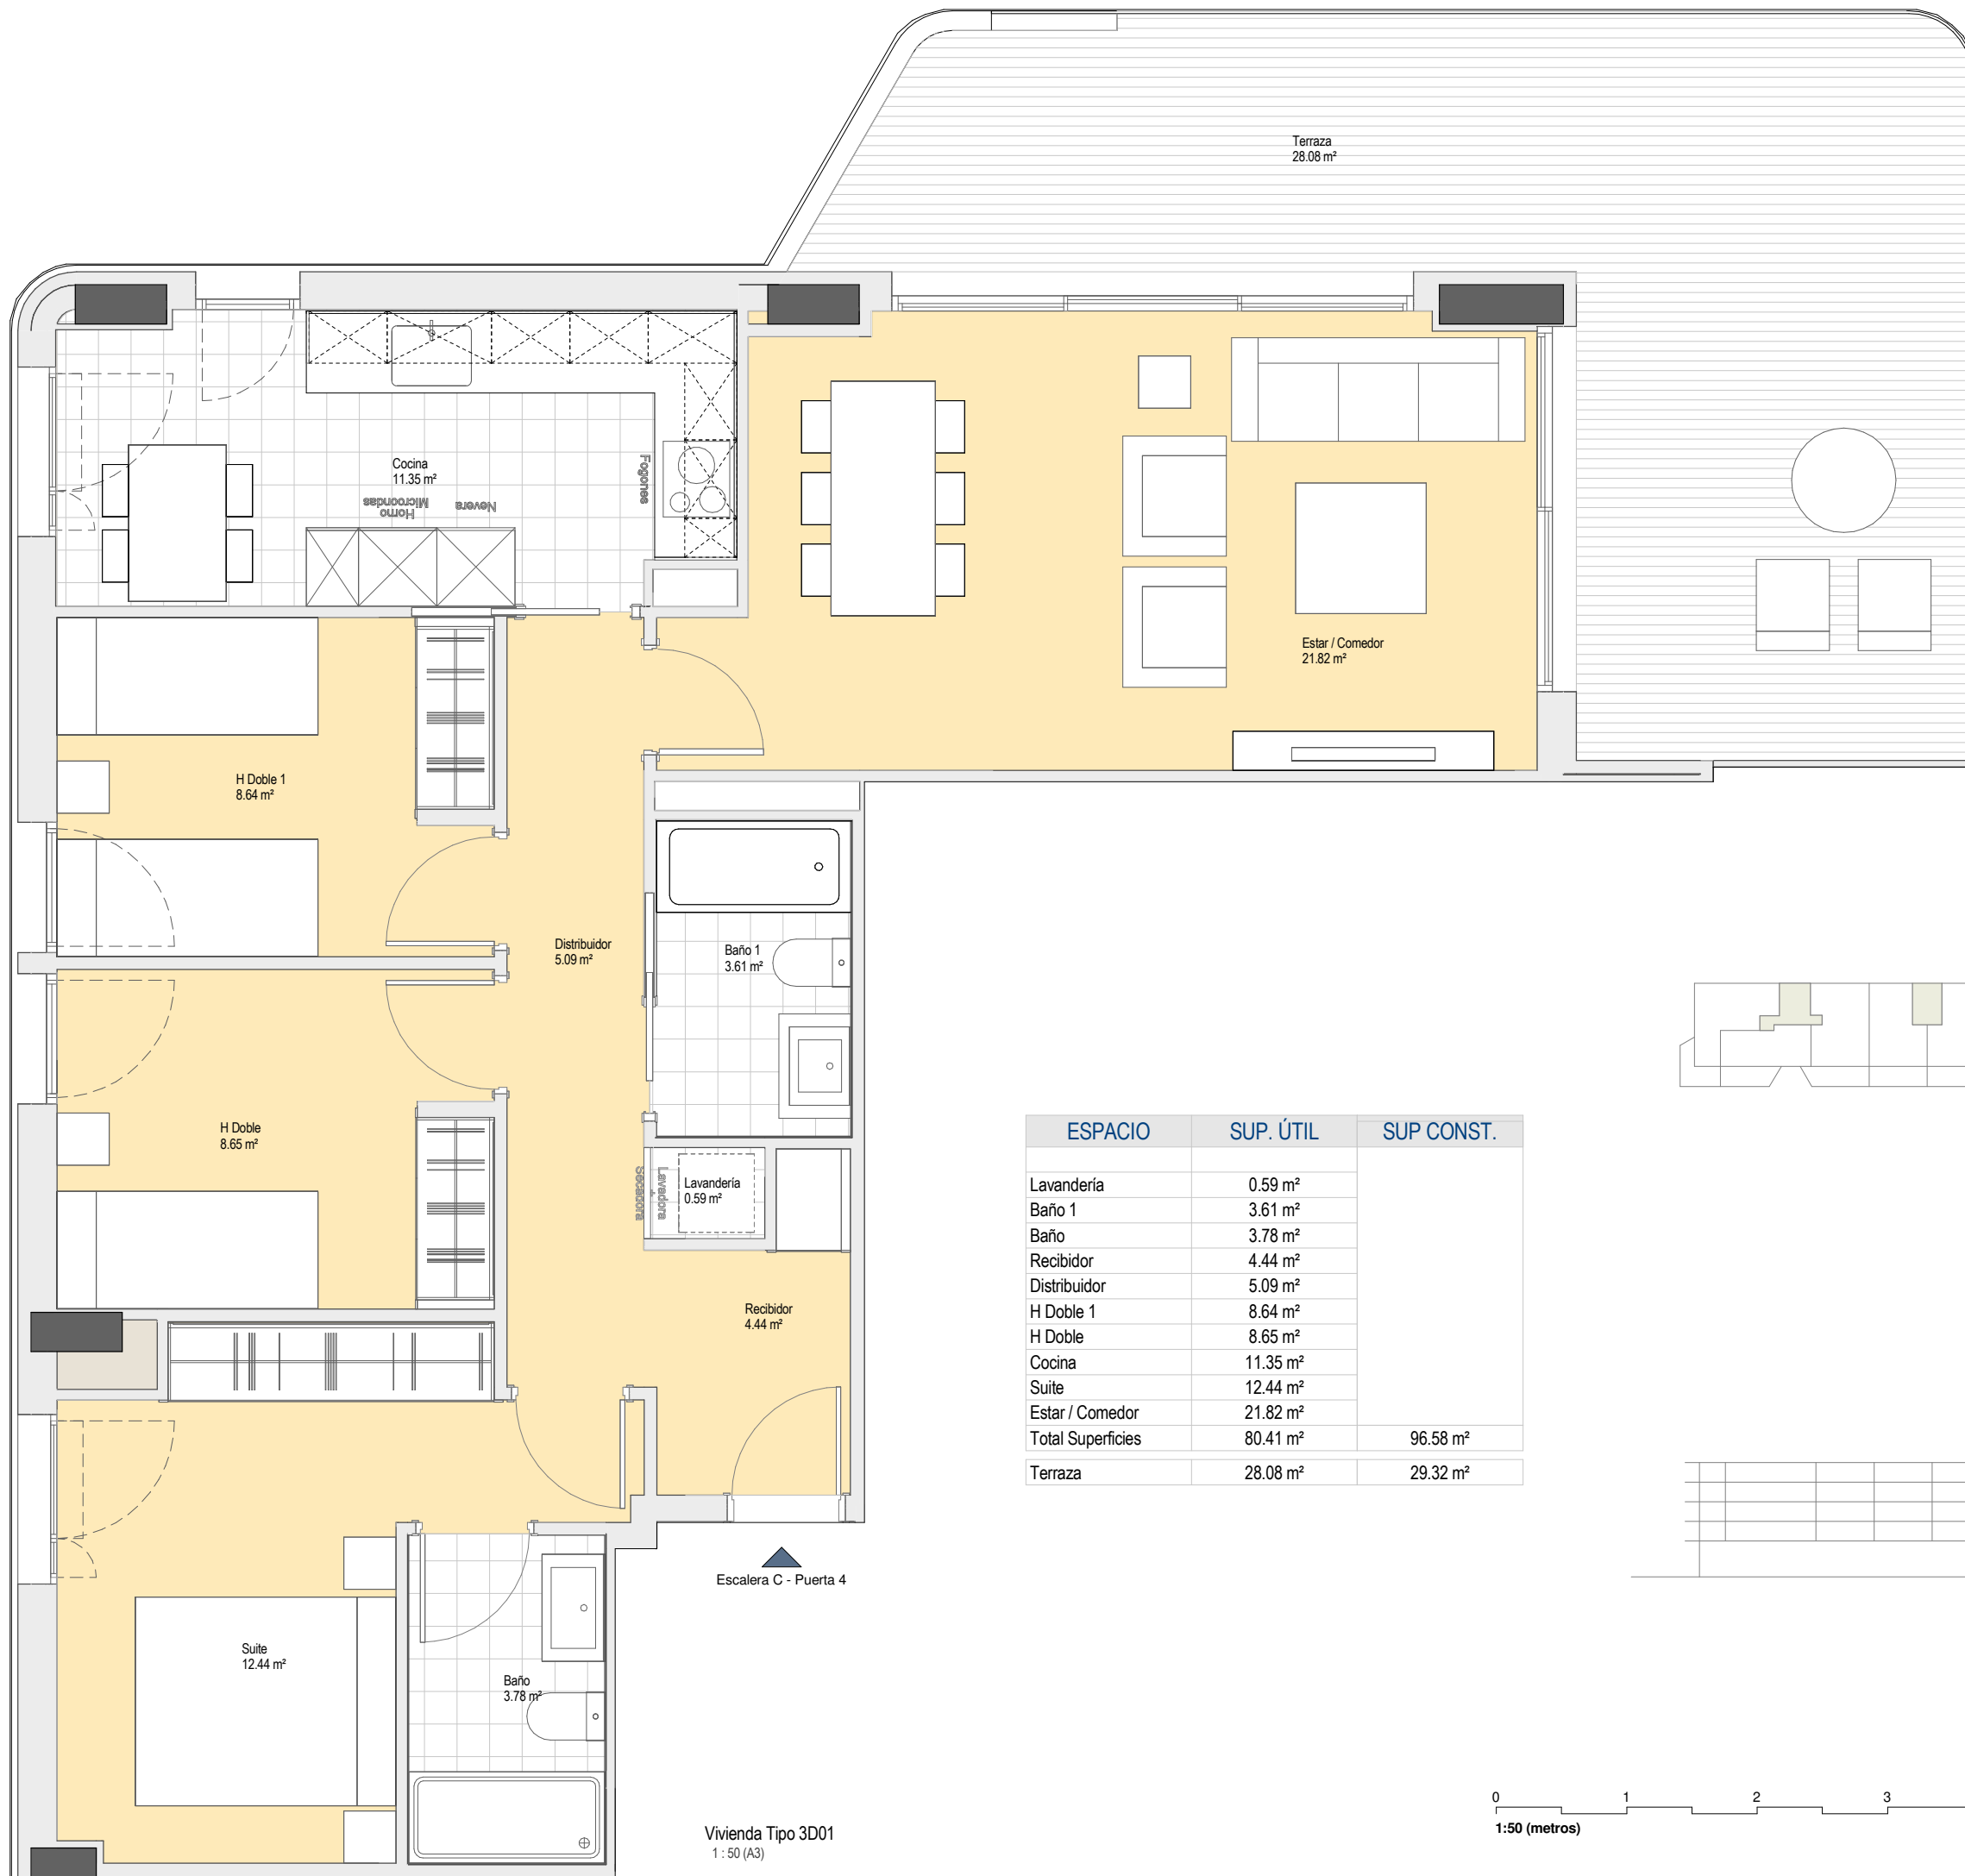 Terraza
28.08 m²
Cocina
11.35 m²
Horno
Microondas
Nevera
Fogones
Estar / Comedor
21.82 m²
H Doble 1
8.64 m²
Distribuidor
5.09 m²
Baño 1
3.61 m²
H Doble
8.65 m²
Lavadora
+
Secadora
Lavandería
0.59 m²
Recibidor
4.44 m²
ESPACIO SUP. ÚTIL SUP CONST.
Lavandería 0.59 m²
Baño 1 3.61 m²
Baño 3.78 m²
Recibidor 4.44 m²
Distribuidor 5.09 m²
H Doble 1 8.64 m²
H Doble 8.65 m²
Cocina 11.35 m²
Suite 12.44 m²
Estar / Comedor 21.82 m²
Total Superficies 80.41 m² 96.58 m²
Terraza 28.08 m² 29.32 m²
Escalera C - Puerta 4
Suite
12.44 m²
Baño
3.78 m²
Vivienda Tipo 3D01
1 : 50 (A3)
0 1 2 3
1:50 (metros)